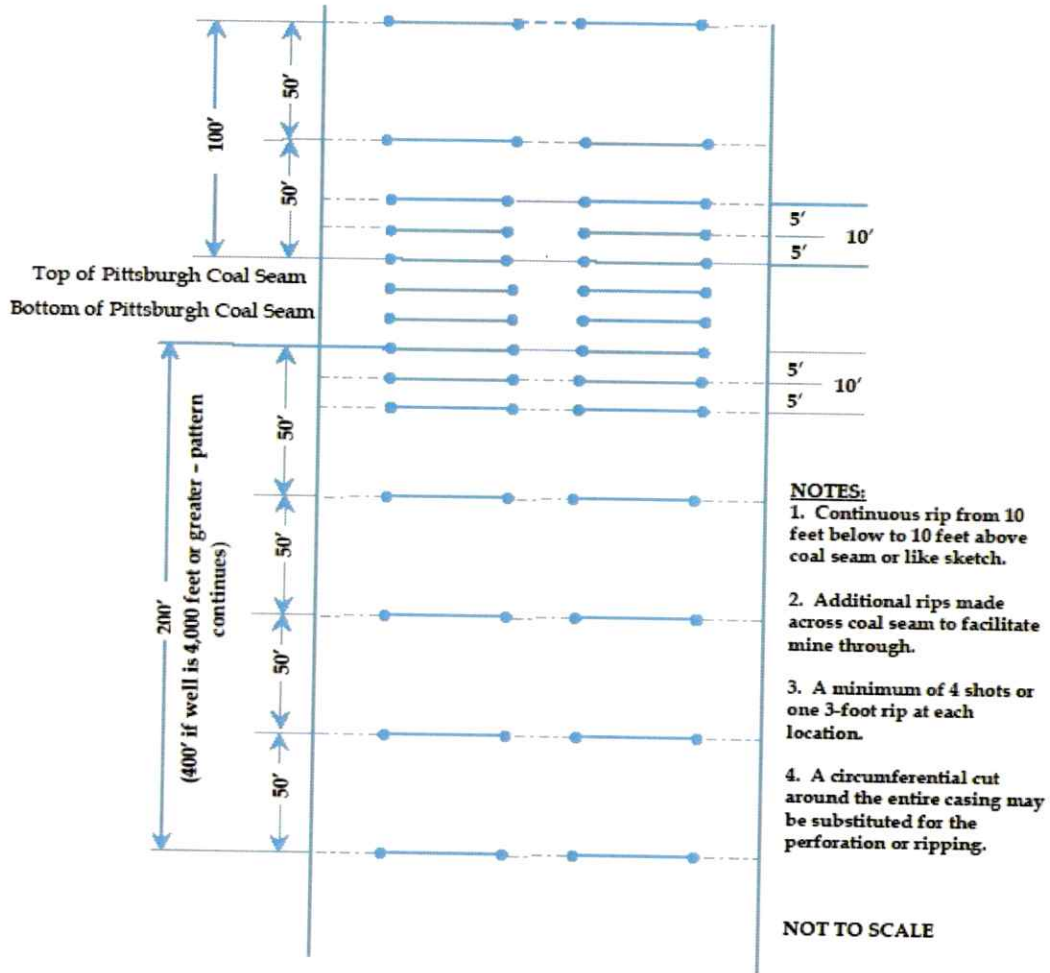 50'
100'
50'
5'
10'
5'
Top of Pittsburgh Coal Seam
Bottom of Pittsburgh Coal Seam
5'
10'
5'
50'
200'
(400' if well is 4,000 feet or greater - pattern
continues)
50'
50'
50'
NOTES:
1. Continuous rip from 10
feet below to 10 feet above
coal seam or like sketch.
2. Additional rips made
across coal seam to facilitate
mine through.
3. A minimum of 4 shots or
one 3-foot rip at each
location.
4. A circumferential cut
around the entire casing may
be substituted for the
perforation or ripping.
NOT TO SCALE